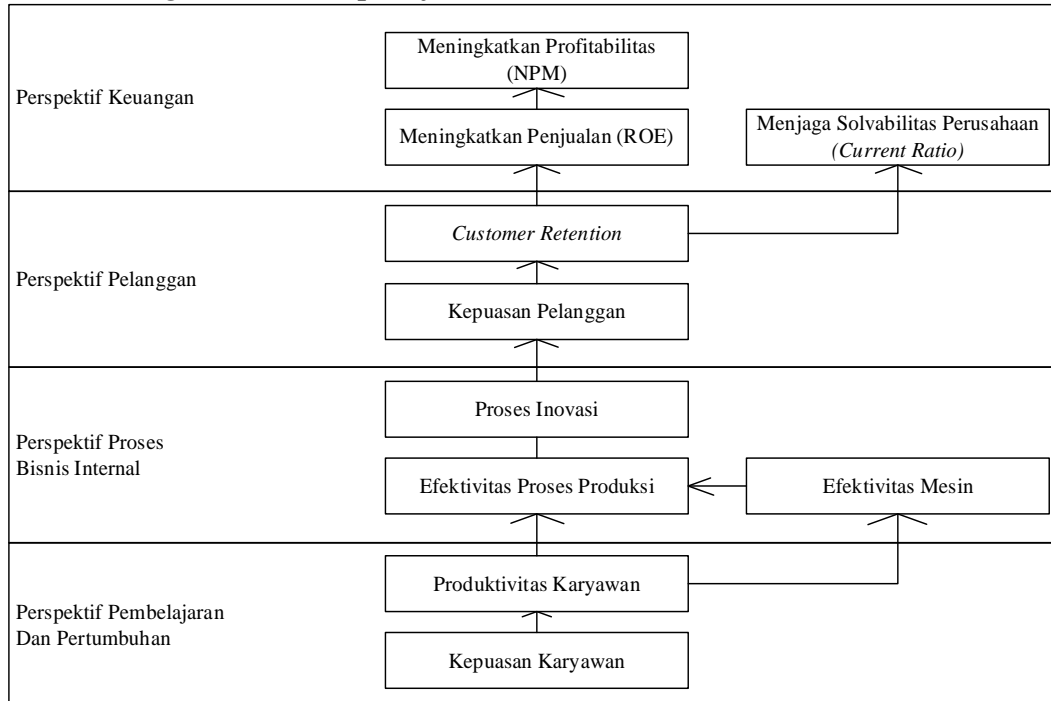 Meningkatkan Profitabilitas
(NPM)
Perspektif Keuangan
Meningkatkan Penjualan (ROE)
Menjaga Solvabilitas Perusahaan
(Current Ratio)
Customer Retention
Perspektif Pelanggan
Kepuasan Pelanggan
Proses Inovasi
Perspektif Proses
Bisnis Internal
Efektivitas Proses Produksi
Efektivitas Mesin
Produktivitas Karyawan
Perspektif Pembelajaran
Dan Pertumbuhan
Kepuasan Karyawan